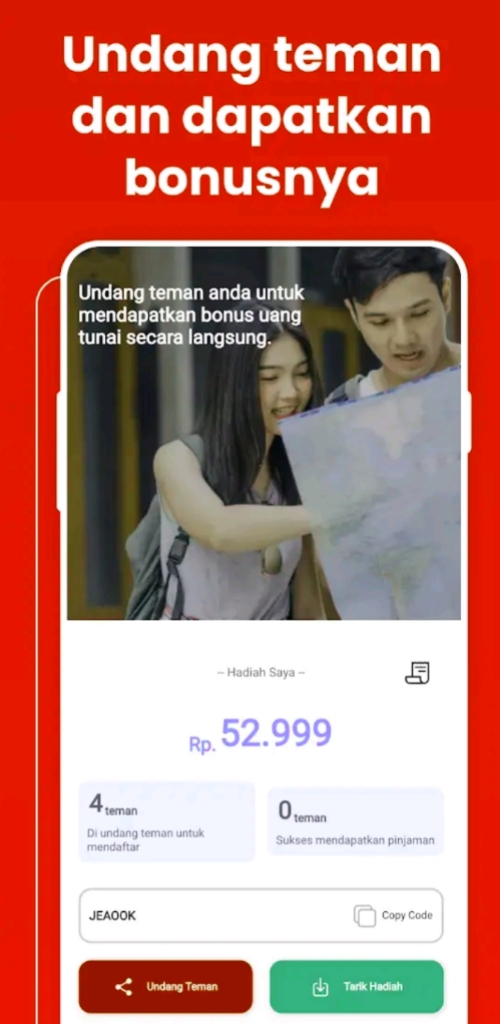 Undang teman
dan dapatkan
bonusnya
Undang teman anda untuk
mendapatkan bonus uang
tunai secara langsung.
-- Hadiah Saya --
Rp. 52.999
4 teman
Di undang teman untuk
mendaftar
0 teman
Sukses mendapatkan pinjaman
JEAOOK
Copy Code
Undang Teman
Tarik Hadiah